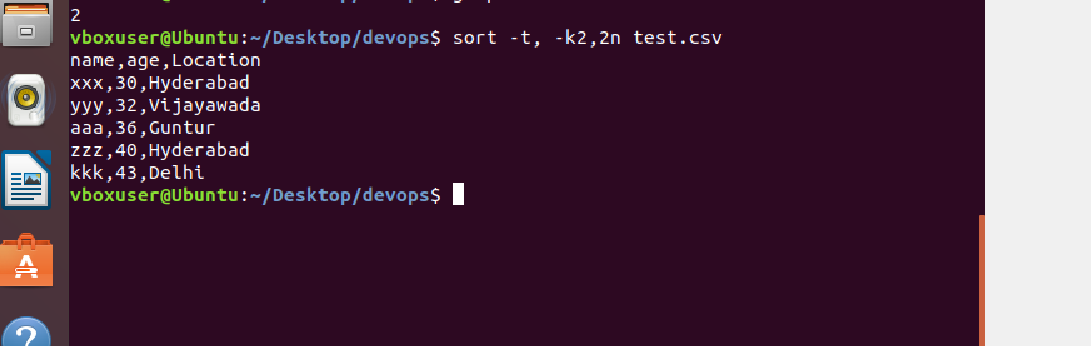 2
vboxuser@Ubuntu:~/Desktop/devops$ sort -t, -k2,2n test.csv
name,age,Location
xxx,30,Hyderabad
yyy,32,Vijayawada
aaa,36,Guntur
zzz,40,Hyderabad
kkk,43,Delhi
vboxuser@Ubuntu:~/Desktop/devops$